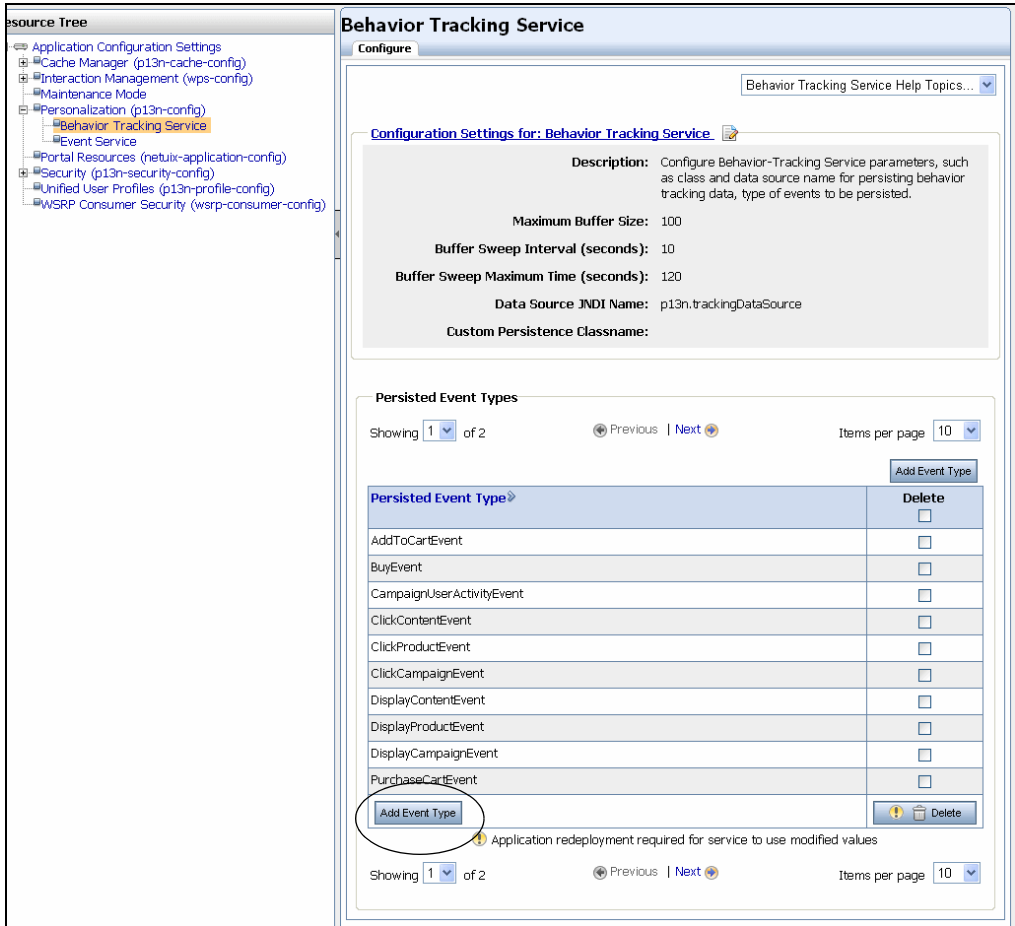 esource Tree
Application Configuration Settings
Cache Manager (p13n-cache-config)
Interaction Management (wps-config)
Maintenance Mode
Personalization (p13n-config)
Behavior Tracking Service
Event Service
Portal Resources (netuix-application-config)
Security (p13n-security-config)
Unified User Profiles (p13n-profile-config)
WSRP Consumer Security (wsrp-consumer-config)
Behavior Tracking Service
Configure
Behavior Tracking Service Help Topics...
Configuration Settings for: Behavior Tracking Service
Description: Configure Behavior-Tracking Service parameters, such
as class and data source name for persisting behavior
tracking data, type of events to be persisted.
Maximum Buffer Size: 100
Buffer Sweep Interval (seconds): 10
Buffer Sweep Maximum Time (seconds): 120
Data Source JNDI Name: p13n.trackingDataSource
Custom Persistence Classname:
Persisted Event Types
Showing 1 of 2 Previous | Next Items per page 10
Add Event Type
Persisted Event Type Delete
AddToCartEvent
BuyEvent
CampaignUserActivityEvent
ClickContentEvent
ClickProductEvent
ClickCampaignEvent
DisplayContentEvent
DisplayProductEvent
DisplayCampaignEvent
PurchaseCartEvent
Add Event Type Delete
Application redeployment required for service to use modified values
Showing 1 of 2 Previous | Next Items per page 10